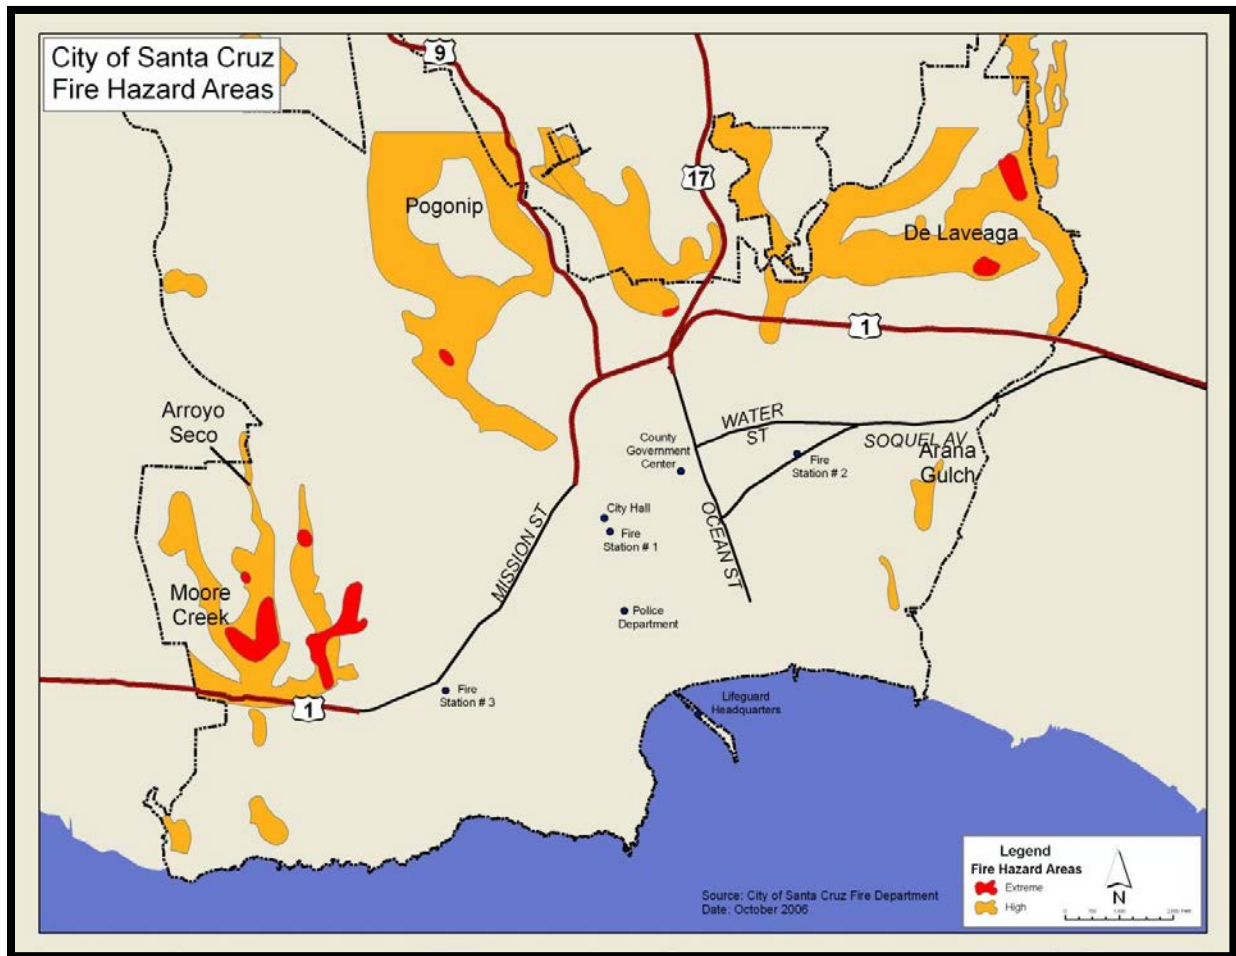 City of Santa Cruz
Fire Hazard Areas
9
17
Pogonip
De Laveaga
1
Arroyo
Seco
WATER
ST
SOQUEL AV
County
Government
Center
Fire
Station # 2
Arana
Gulch
City Hall
Fire
Station # 1
MISSION ST
OCEAN ST
Moore
Creek
Police
Department
Fire
Station # 3
1
Lifeguard
Headquarters
Legend
Fire Hazard Areas
Extreme
High
N
Source: City of Santa Cruz Fire Department
Date: October 2006